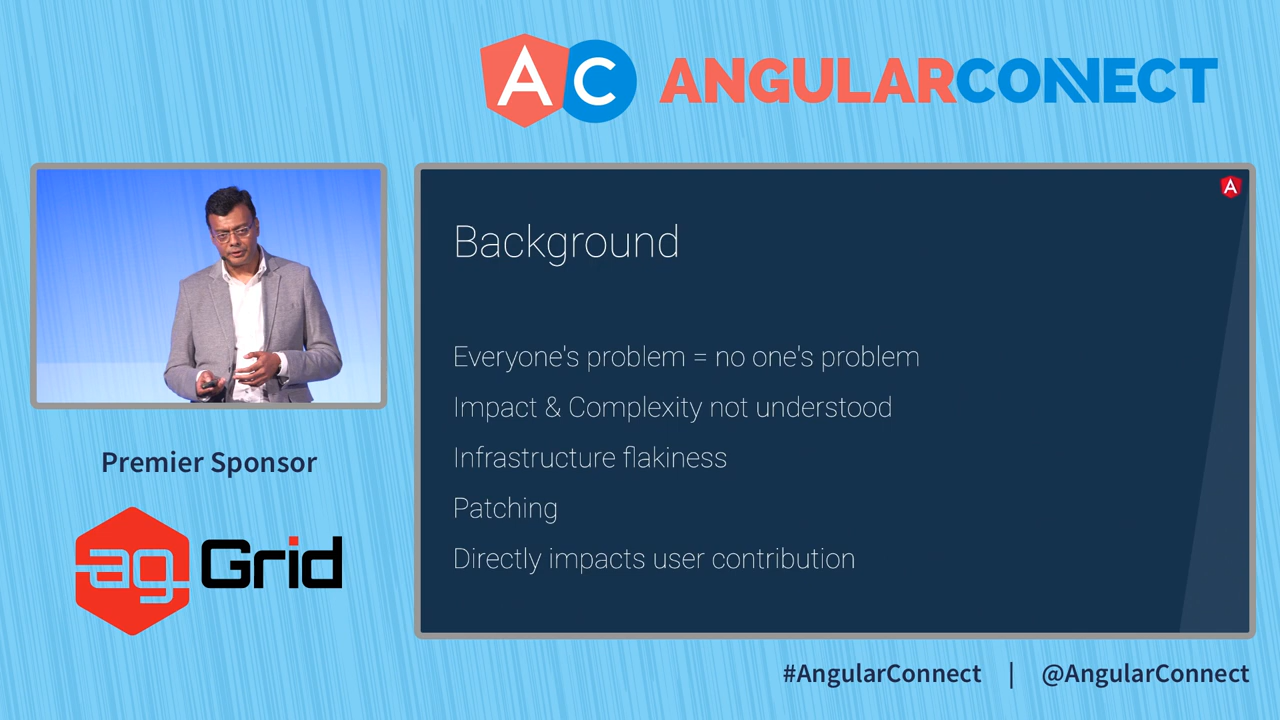 AC ANGULARCONNECT
A
Background
Everyone's problem = no one's problem
Impact & Complexity not understood
Infrastructure flakiness
Patching
Directly impacts user contribution
Premier Sponsor
ag Grid
#AngularConnect | @AngularConnect